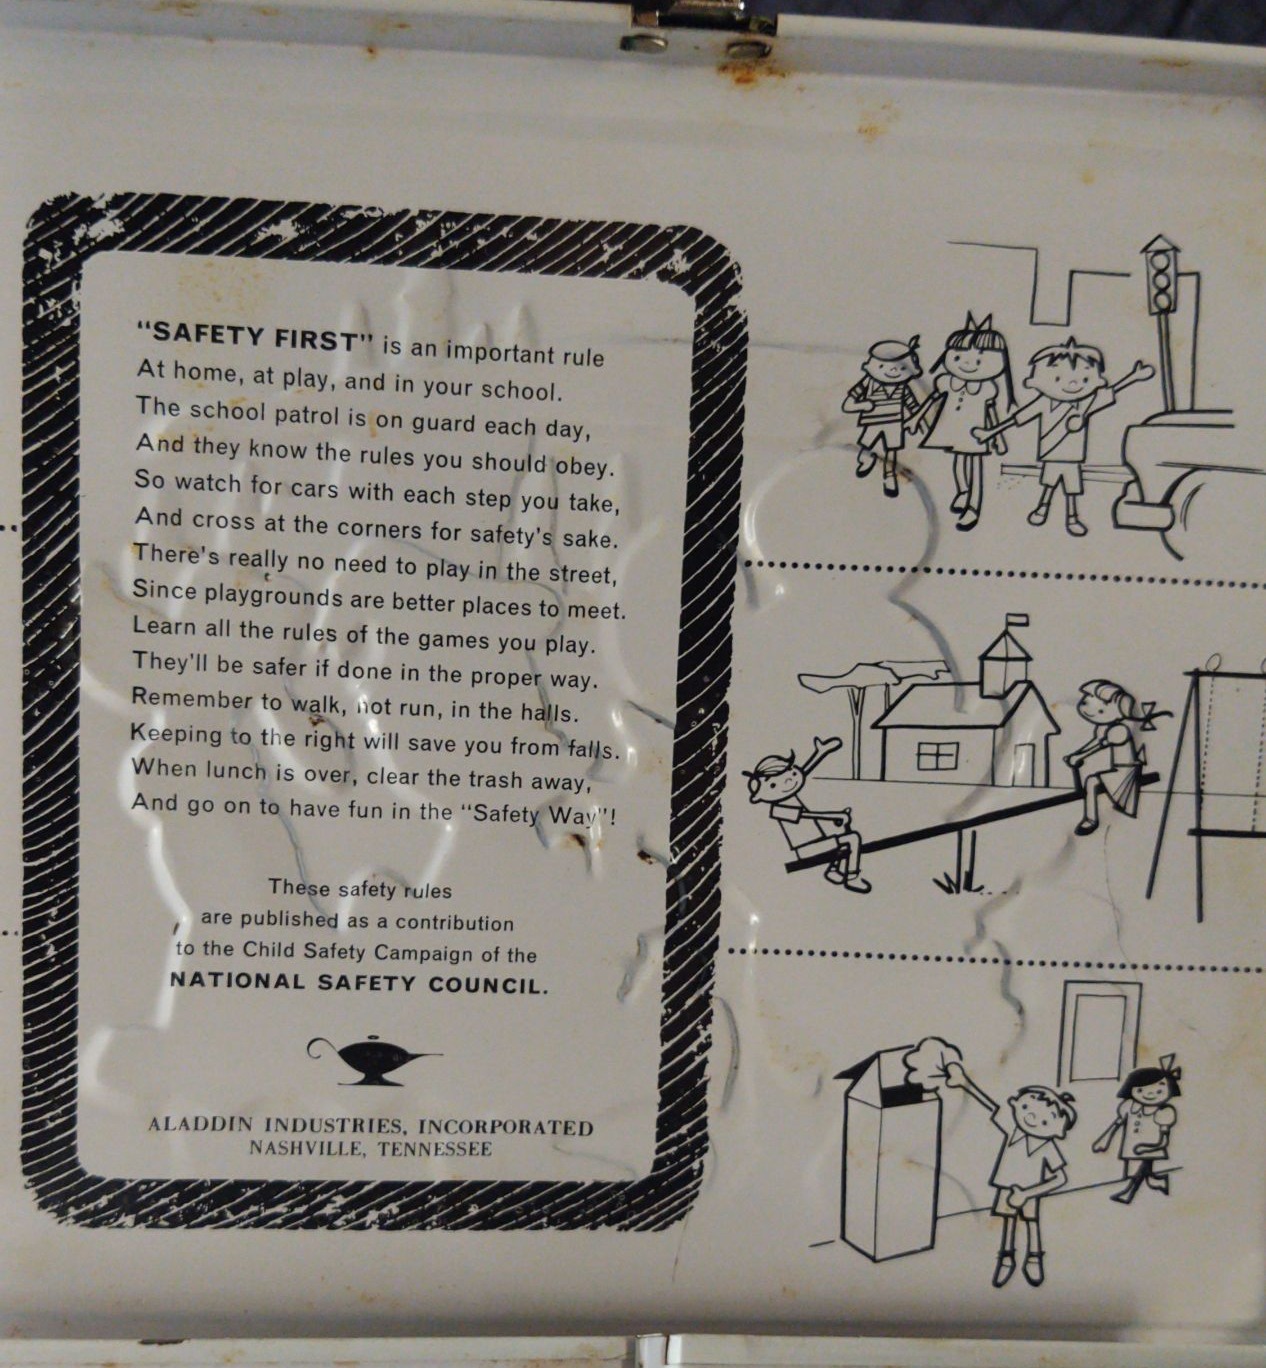 "SAFETY FIRST" is an important rule
At home, at play, and in your school.
The school patrol is on guard each day,
And they know the rules you should obey.
So watch for cars with each step you take,
And cross at the corners for safety's sake.
There's really no need to play in the street,
Since playgrounds are better places to meet.
Learn all the rules of the games you play.
They'll be safer if done in the proper way.
Remember to walk, not run, in the halls.
Keeping to the right will save you from falls.
When lunch is over, clear the trash away,
And go on to have fun in the "Safety Way"!
These safety rules
are published as a contribution
to the Child Safety Campaign of the
NATIONAL SAFETY COUNCIL.
ALADDIN INDUSTRIES, INCORPORATED
NASHVILLE, TENNESSEE